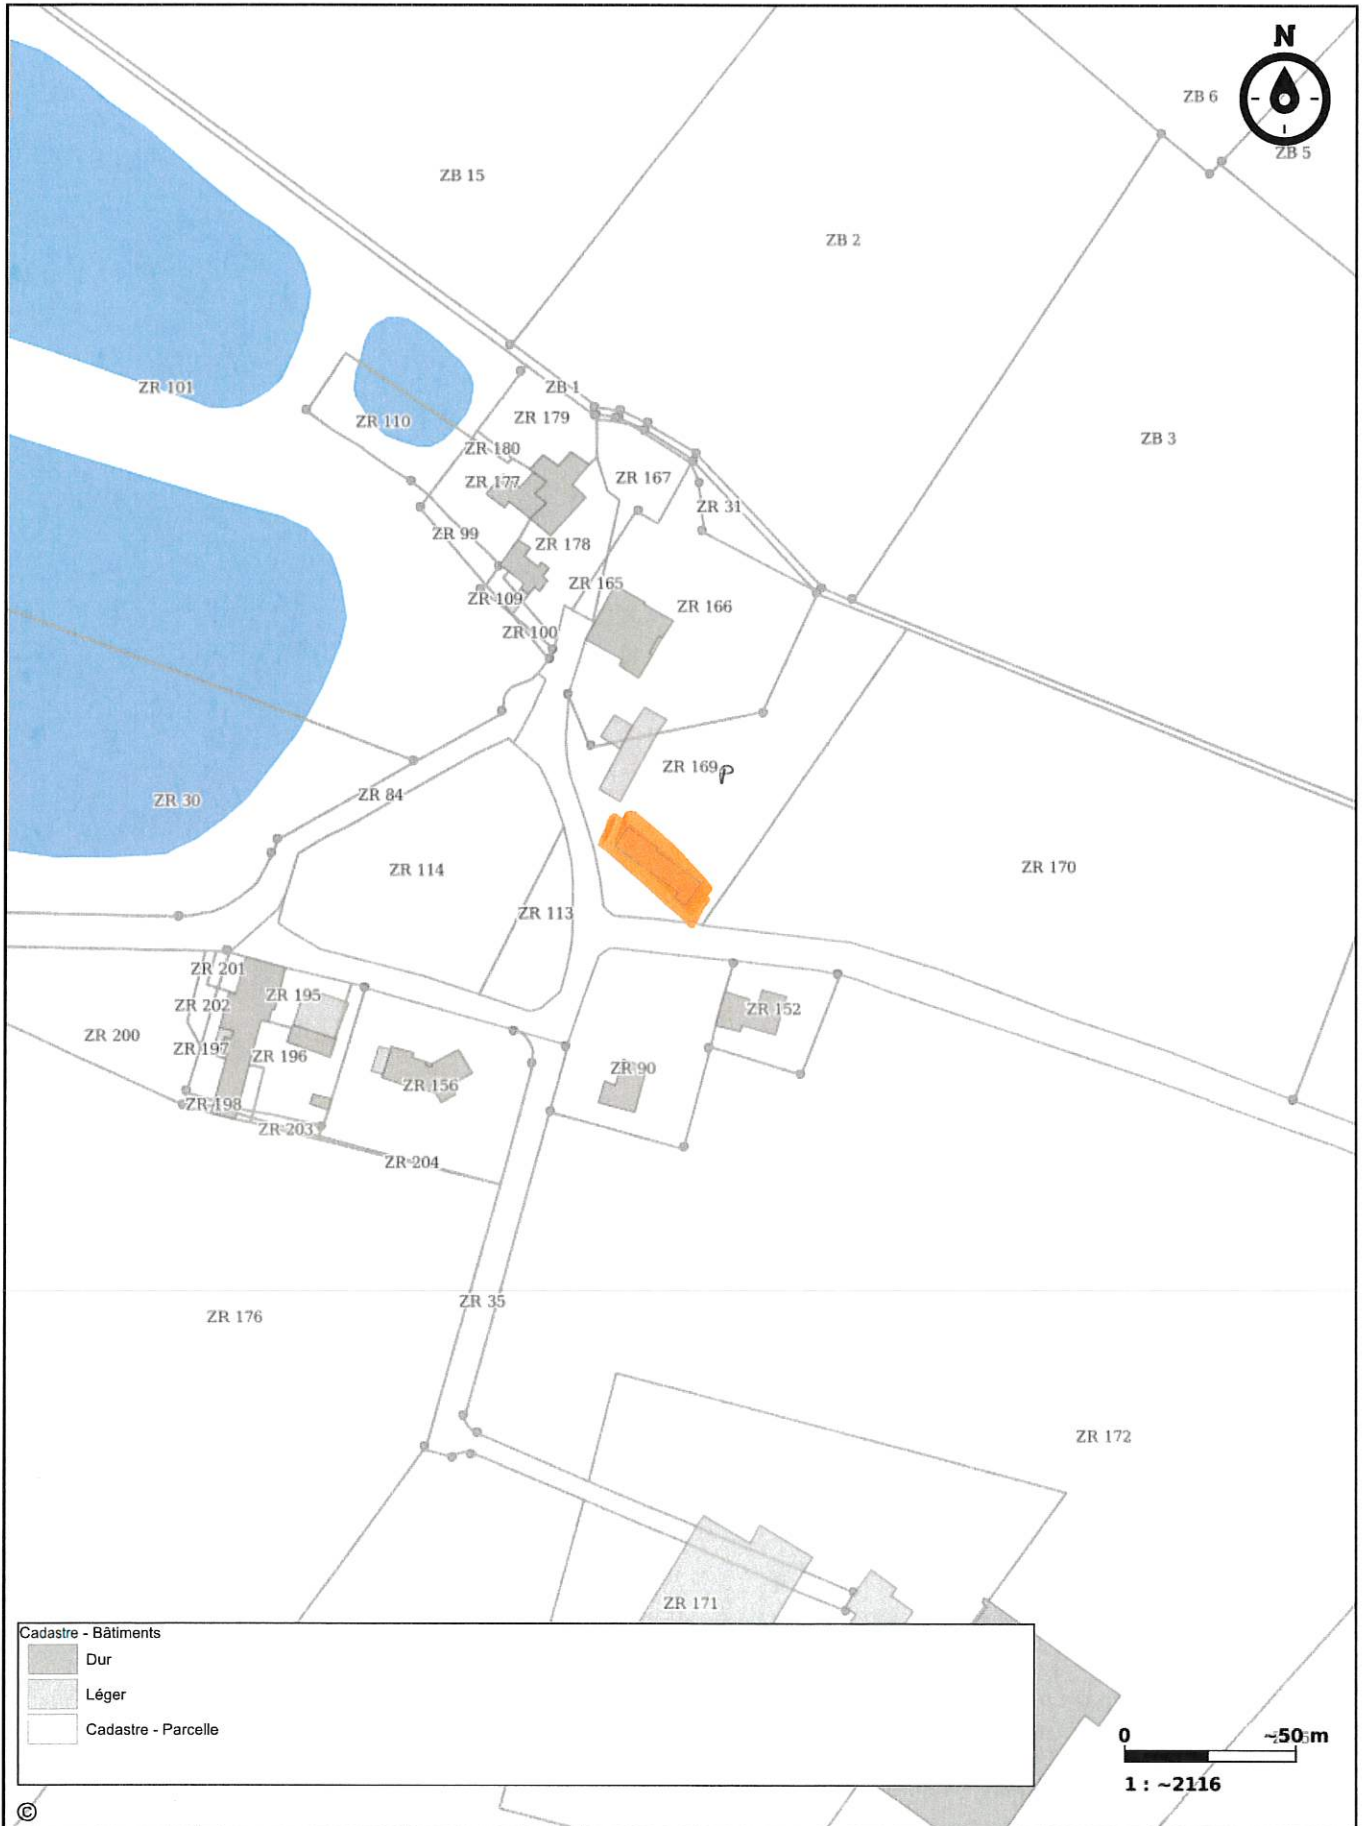 N
ZB 6
ZB 5
ZB 15
ZB 2
ZR 101
ZB 1
ZR 179
ZR 110
ZR 180
ZB 3
ZR 177
ZR 167
ZR 31
ZR 99
ZR 178
ZR 165
ZR 109
ZR 166
ZR 100
ZR 169 P
ZR 84
ZR 30
ZR 114
ZR 170
ZR 113
ZR 201
ZR 195
ZR 202
ZR 152
ZR 200
ZR 197
ZR 196
ZR 90
ZR 156
ZR 198
ZR 203
ZR 204
ZR 35
ZR 176
ZR 172
ZR 171
Cadastre - Bâtiments
Dur
Léger
Cadastre - Parcelle
0 ~50 m
1 : ~2116
©